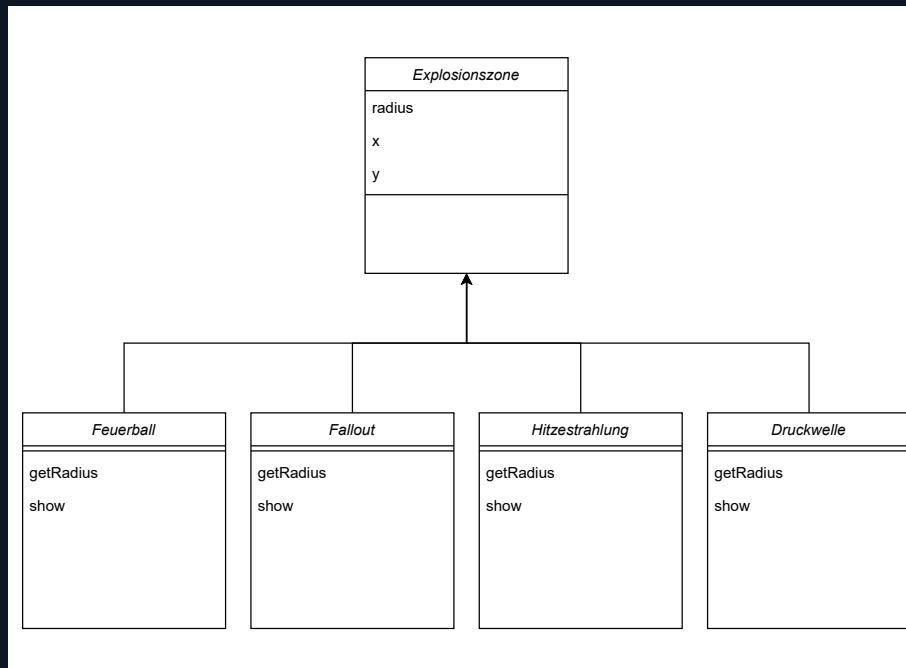 Explosionszone
radius
x
y
Feuerball
getRadius
show
Fallout
getRadius
show
Hitzestrahlung
getRadius
show
Druckwelle
getRadius
show